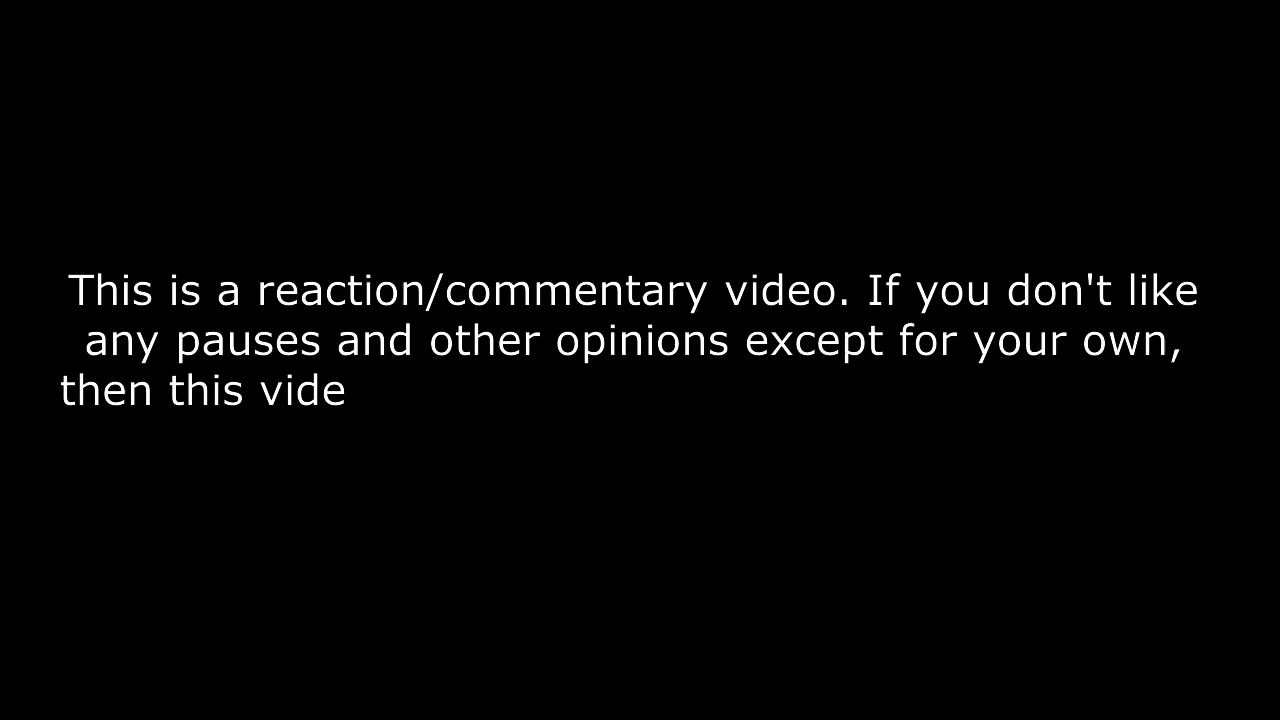 This is a reaction/commentary video. If you don't like
any pauses and other opinions except for your own,
then this vide